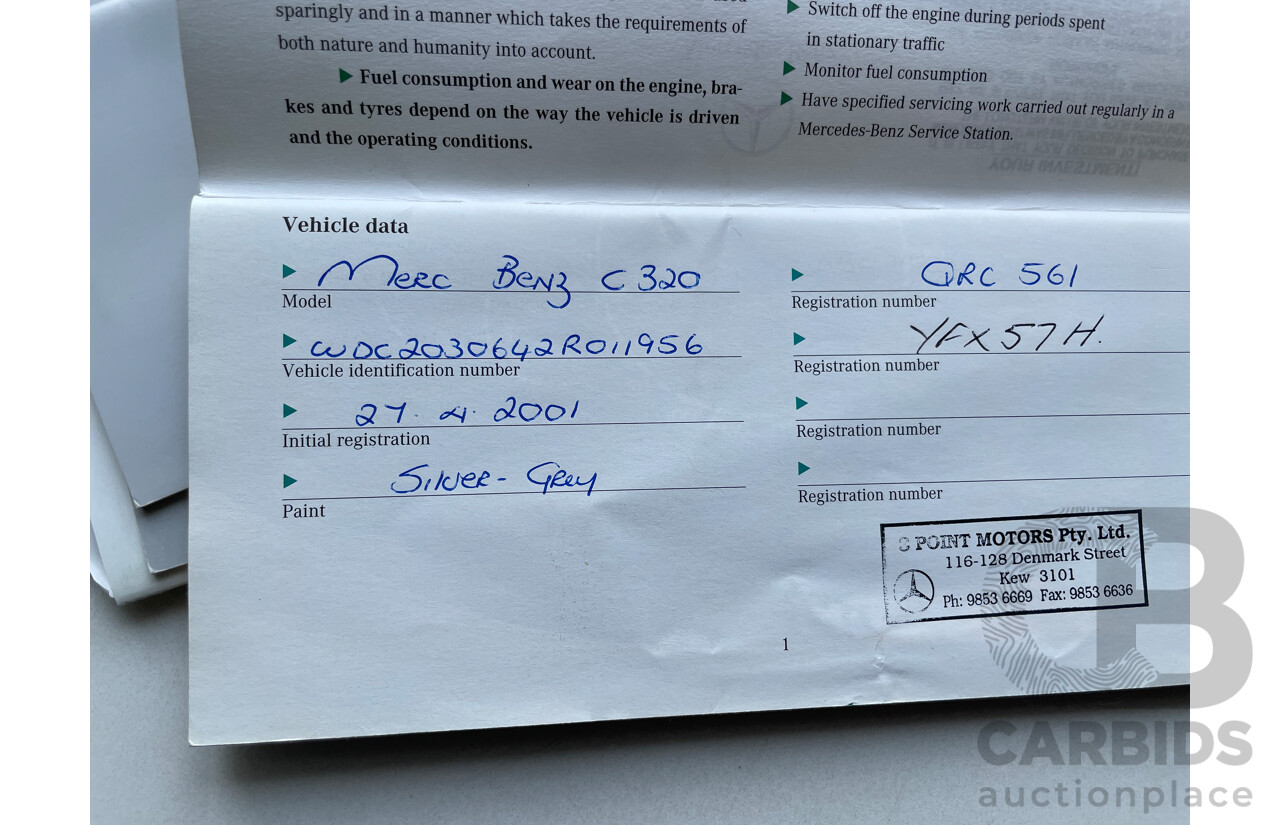 sparingly and in a manner which takes the requirements of
both nature and humanity into account.
▶ Fuel consumption and wear on the engine, bra-
kes and tyres depend on the way the vehicle is driven
and the operating conditions.
▶ Switch off the engine during periods spent
in stationary traffic
▶ Monitor fuel consumption
▶ Have specified servicing work carried out regularly in a
Mercedes-Benz Service Station.
YOUR INVESTMENT
Vehicle data
▶ MERC BENZ C 320
Model
▶ WDC2030642R011956
Vehicle identification number
▶ 27. 4. 2001
Initial registration
▶ SILVER - GREY
Paint
▶ QRC 561
Registration number
▶ YFX 57H.
Registration number
▶
Registration number
▶
Registration number
3 POINT MOTORS Pty. Ltd.
116-128 Denmark Street
Kew 3101
Ph: 9853 6669 Fax: 9853 6636
1
CB
CARBIDS
auctionplace